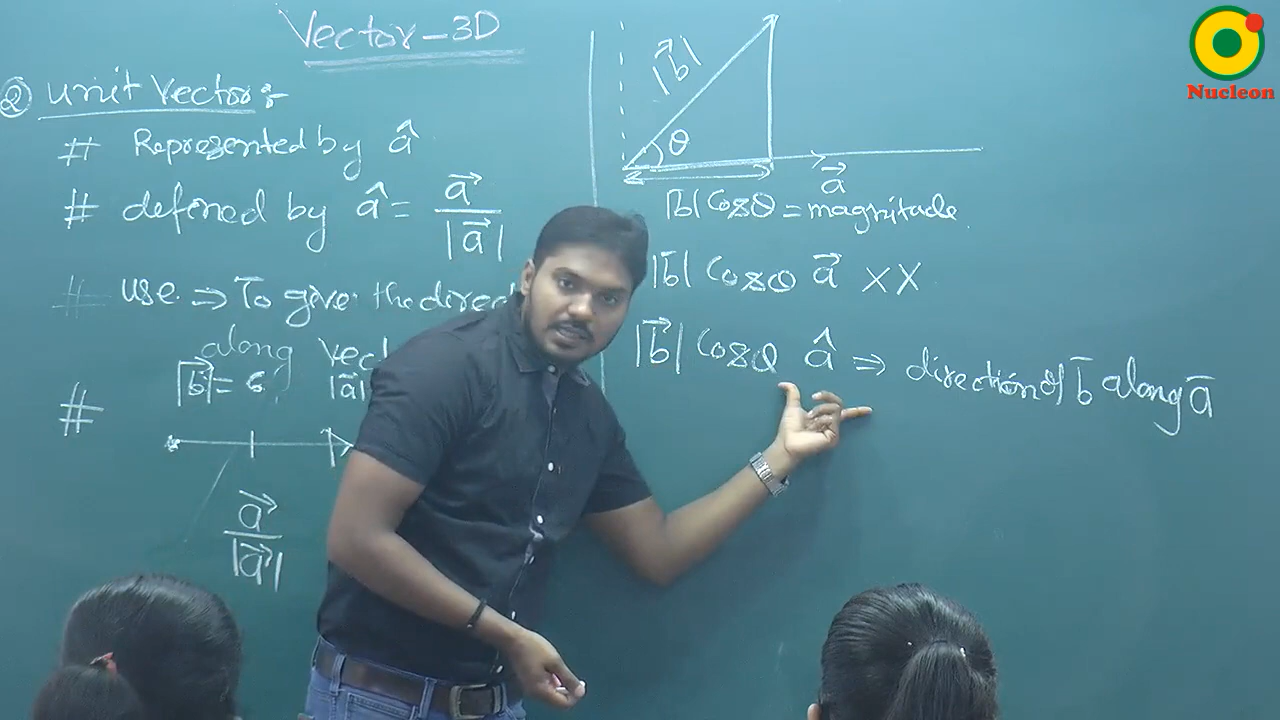 Vector-3D
② Unit Vector:-
# Represented by â
# defined by â = a⃗ / |a⃗|
# use ⇒ To give the direc
along Vec
|b⃗| = 6 |a⃗|
#
a⃗ / |a⃗|
|b⃗|
θ
a⃗
|b| Cosθ = magnitude.
|b⃗| Cosθ a⃗ XX
|b⃗| Cosθ â ⇒ direction of b̄ along ā
Nucleon